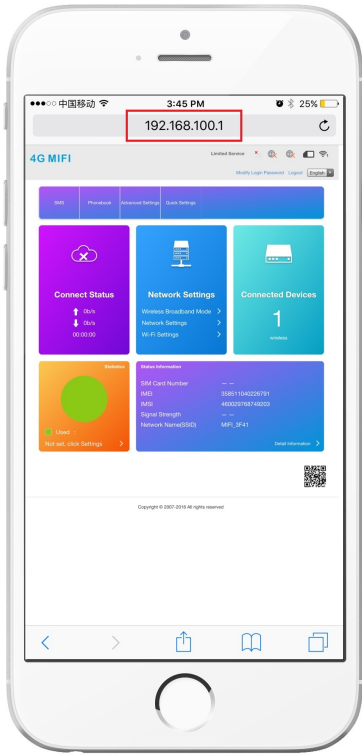 中国移动 3:45 PM 25%
192.168.100.1
4G MIFI
Limited Service
Modify Login Password Logout English
SMS Phonebook Advanced Settings Quick Settings
Connect Status
0b/s
0b/s
00:00:00
Network Settings
Wireless Broadband Mode >
Network Settings >
Wi-Fi Settings >
Connected Devices
1
wireless
Statistics
Used
Not set, click Settings >
Status Information
SIM Card Number -- --
IMEI 358511040226791
IMSI 460029768749203
Signal Strength -- --
Network Name(SSID) MIFI_3F41
Detail Information >
Copyright © 2007-2016 All rights reserved